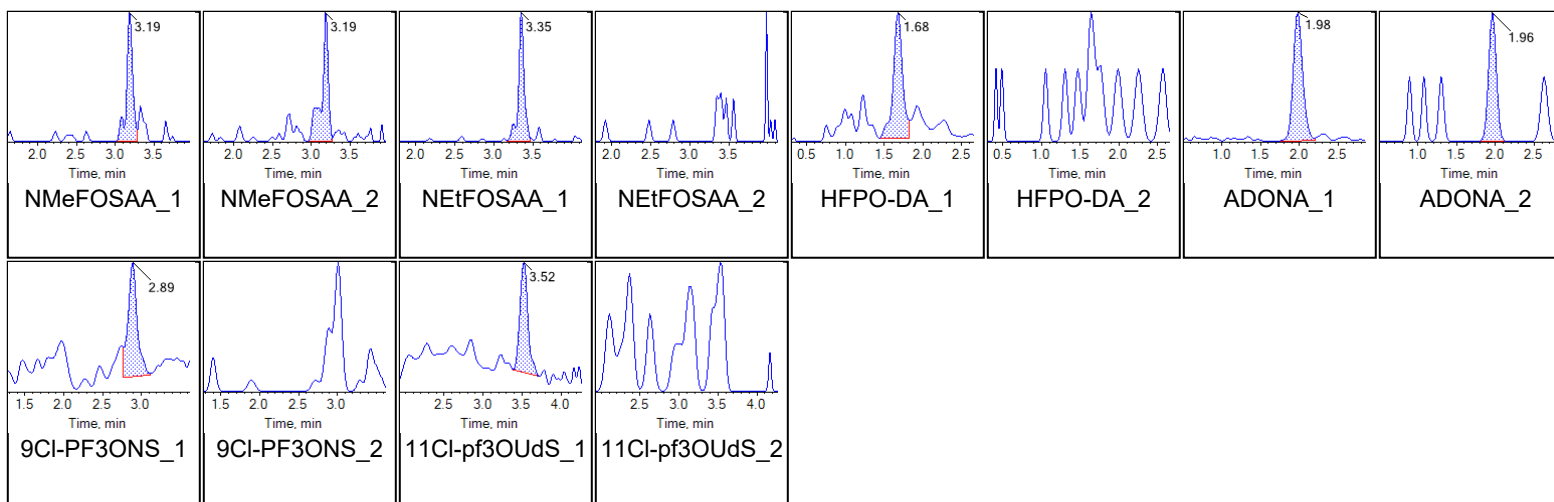 3.19
2.0 2.5 3.0 3.5
Time, min
NMeFOSAA_1
3.19
2.0 2.5 3.0 3.5
Time, min
NMeFOSAA_2
3.35
2.0 2.5 3.0 3.5
Time, min
NEtFOSAA_1
2.0 2.5 3.0 3.5
Time, min
NEtFOSAA_2
1.68
0.5 1.0 1.5 2.0 2.5
Time, min
HFPO-DA_1
0.5 1.0 1.5 2.0 2.5
Time, min
HFPO-DA_2
1.98
1.0 1.5 2.0 2.5
Time, min
ADONA_1
1.96
1.0 1.5 2.0 2.5
Time, min
ADONA_2
2.89
1.5 2.0 2.5 3.0
Time, min
9Cl-PF3ONS_1
1.5 2.0 2.5 3.0
Time, min
9Cl-PF3ONS_2
3.52
2.5 3.0 3.5 4.0
Time, min
11Cl-pf3OUdS_1
2.5 3.0 3.5 4.0
Time, min
11Cl-pf3OUdS_2